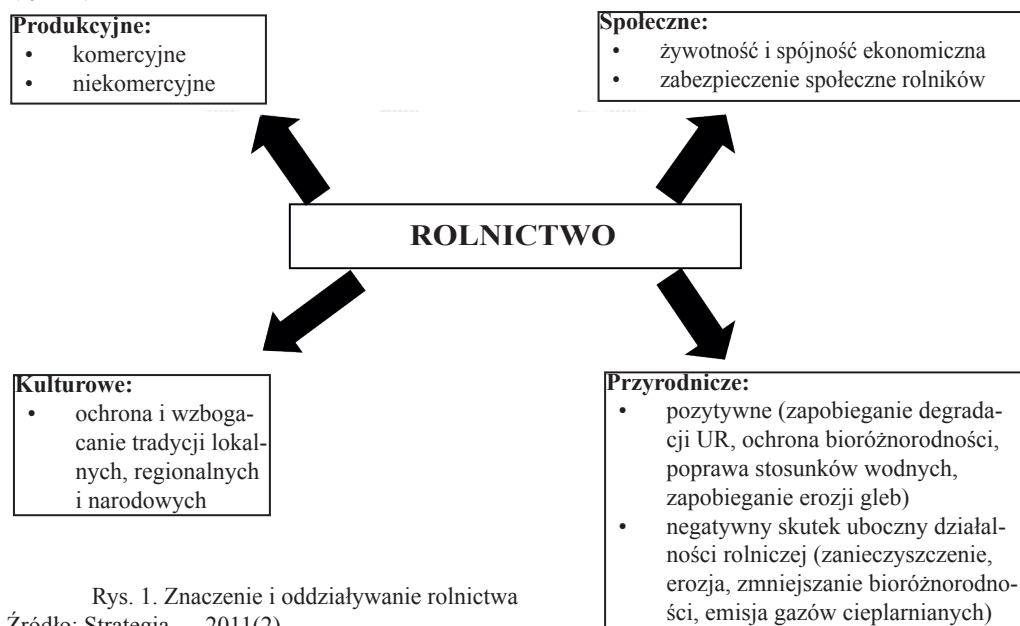 Produkcyjne:
• komercyjne
• niekomercyjne
Społeczne:
• żywotność i spójność ekonomiczna
• zabezpieczenie społeczne rolników
ROLNICTWO
Kulturowe:
• ochrona i wzboga-
canie tradycji lokal-
nych, regionalnych
i narodowych
Przyrodnicze:
• pozytywne (zapobieganie degrada-
cji UR, ochrona bioróżnorodności,
poprawa stosunków wodnych,
zapobieganie erozji gleb)
• negatywny skutek uboczny działal-
ności rolniczej (zanieczyszczenie,
erozja, zmniejszanie bioróżnorodno-
ści, emisja gazów cieplarnianych)
Rys. 1. Znaczenie i oddziaływanie rolnictwa
Źródło: Strategia ... 2011(2)